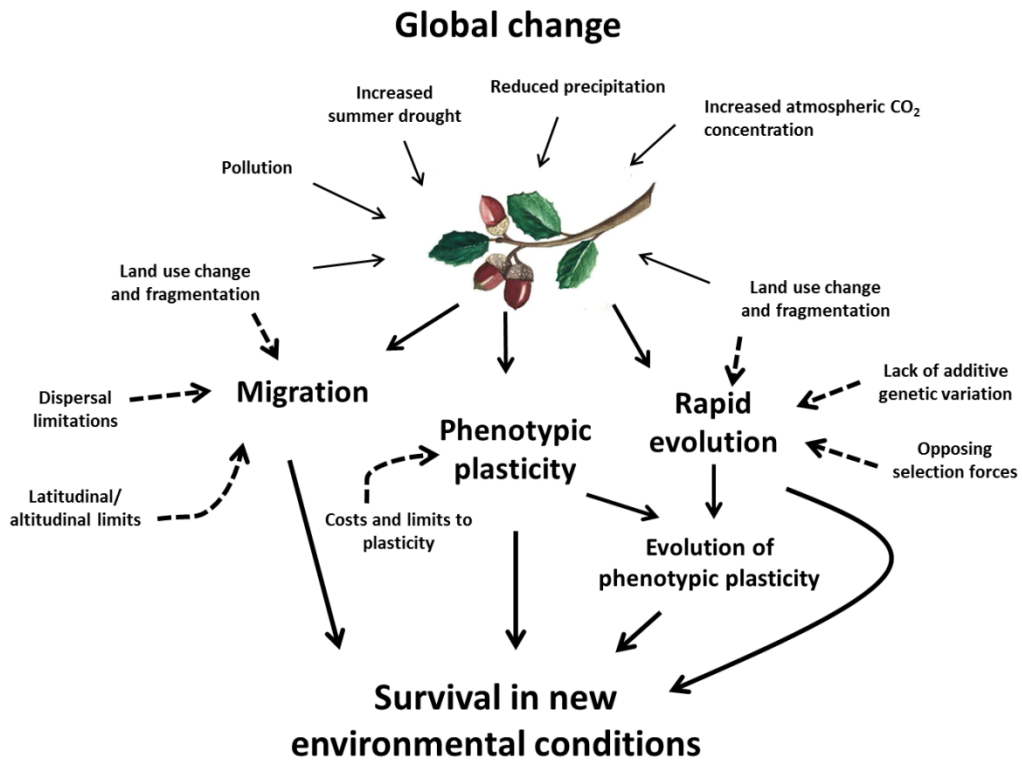 Global change
Increased
summer drought
Reduced precipitation
Increased atmospheric CO₂
concentration
Pollution
Land use change
and fragmentation
Land use change
and fragmentation
Migration
Dispersal
limitations
Rapid
evolution
Lack of additive
genetic variation
Phenotypic
plasticity
Opposing
selection forces
Latitudinal/
altitudinal limits
Costs and limits to
plasticity
Evolution of
phenotypic plasticity
Survival in new
environmental conditions